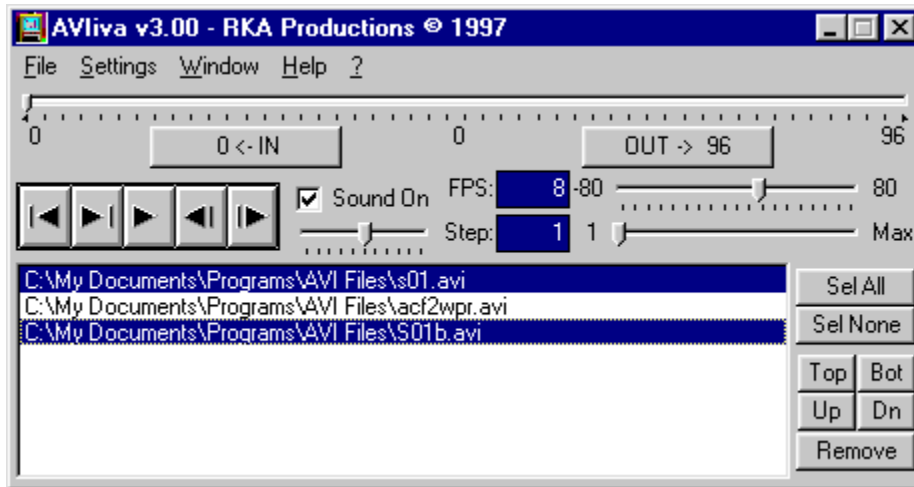 AVIiva v3.00 - RKA Productions © 1997
File Settings Window Help ?
0 0 96
0 <- IN OUT -> 96
Sound On FPS: 8 -80 80
Step: 1 1 Max
C:\My Documents\Programs\AVI Files\s01.avi
C:\My Documents\Programs\AVI Files\acf2wpr.avi
C:\My Documents\Programs\AVI Files\S01b.avi
Sel All
Sel None
Top Bot
Up Dn
Remove